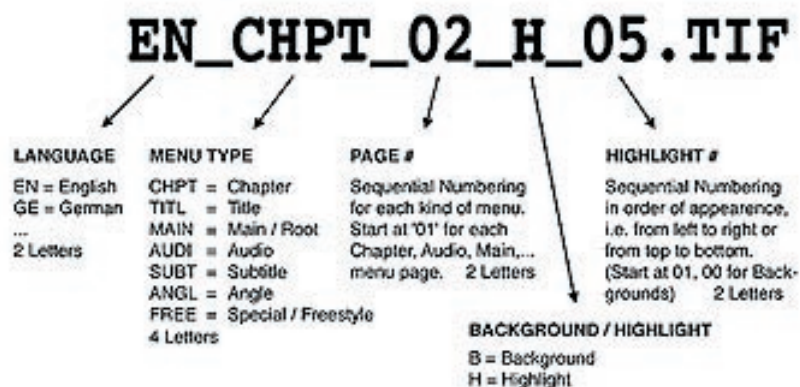 EN_CHPT_02_H_05.TIF
LANGUAGE
EN = English
GE = German
...
2 Letters
MENU TYPE
CHPT = Chapter
TITL = Title
MAIN = Main / Root
AUDI = Audio
SUBT = Subtitle
ANGL = Angle
FREE = Special / Freestyle
4 Letters
PAGE #
Sequential Numbering
for each kind of menu.
Start at '01' for each
Chapter, Audio, Main,...
menu page. 2 Letters
HIGHLIGHT #
Sequential Numbering
in order of appearence,
i.e. from left to right or
from top to bottom.
(Start at 01, 00 for Back-
grounds) 2 Letters
BACKGROUND / HIGHLIGHT
B = Background
H = Highlight